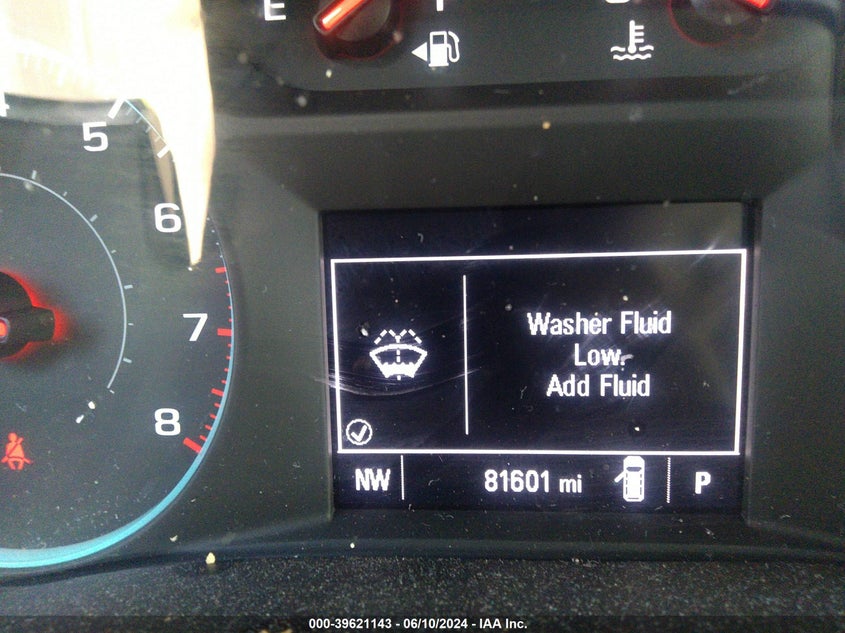 E
5
6
7
8
Washer Fluid
Low.
Add Fluid
NW 81601 mi P
000-39621143 - 06/10/2024 - IAA Inc.